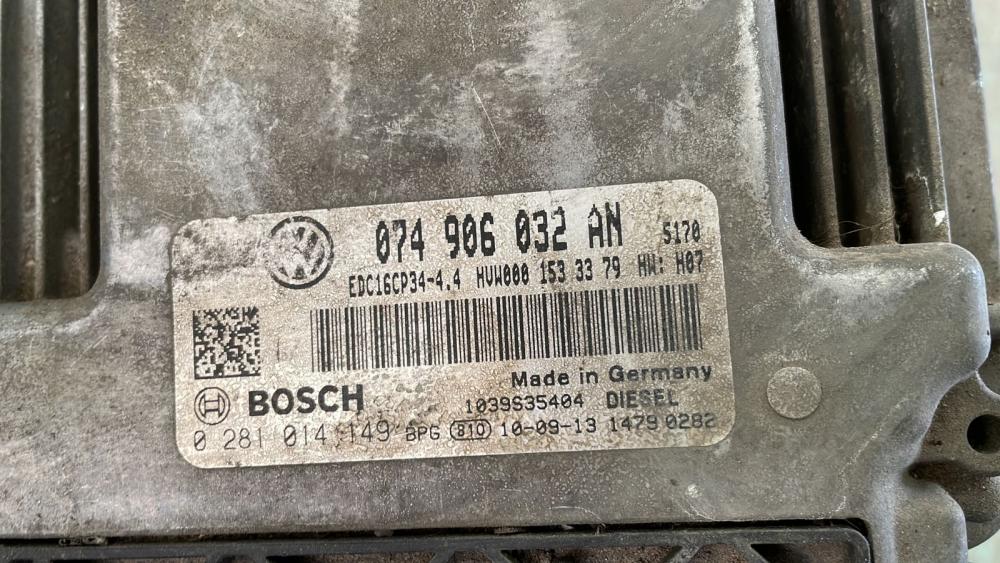 074 906 032 AN 5170
EDC16CP34-4.4 MVW000 153 33 79 HW: H07
Made in Germany
BOSCH 1039S35404 DIESEL
0 281 014 149 BPG 810 10-09-13 1479 0282